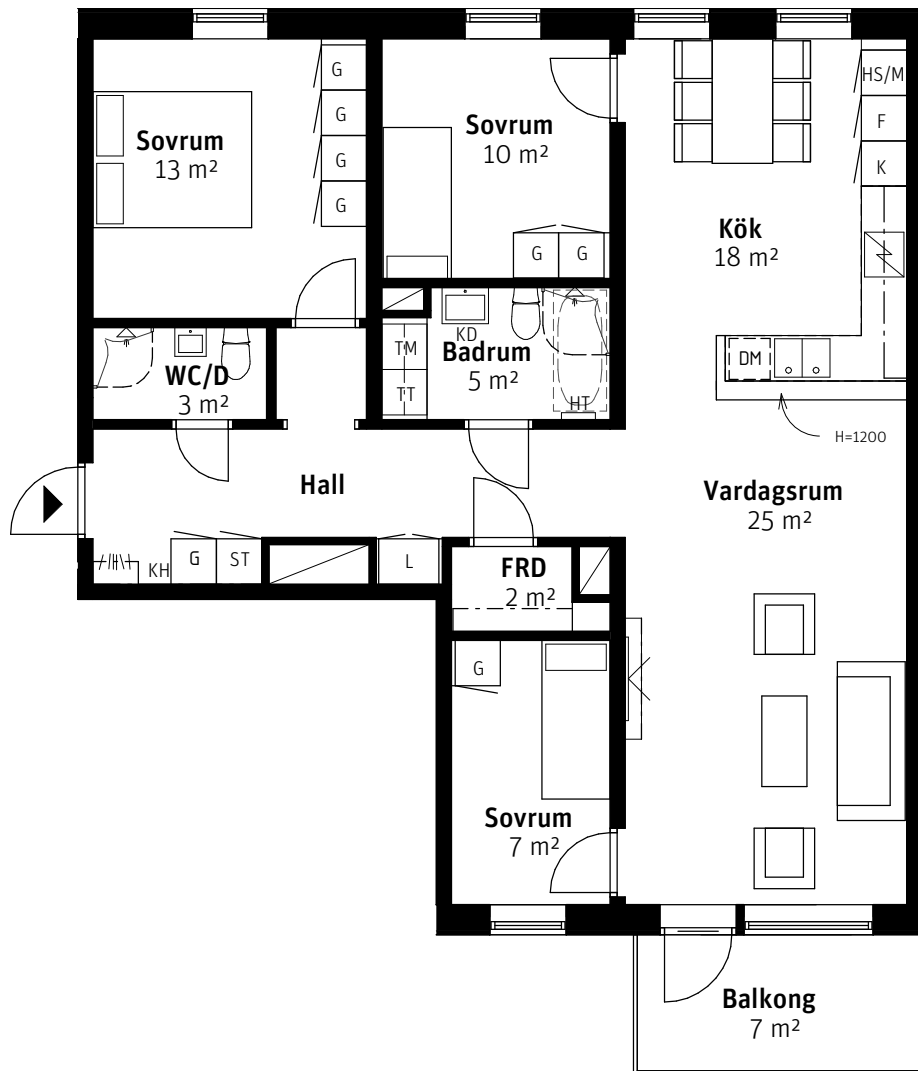 G
HS/M
G
Sovrum
13 m²
Sovrum
10 m²
F
G
K
G
Kök
18 m²
G
G
KD
TM
Badrum
5 m²
TT
HT
DM
WC/D
3 m²
H=1200
Hall
Vardagsrum
25 m²
KH
G
ST
L
FRD
2 m²
G
Sovrum
7 m²
Balkong
7 m²